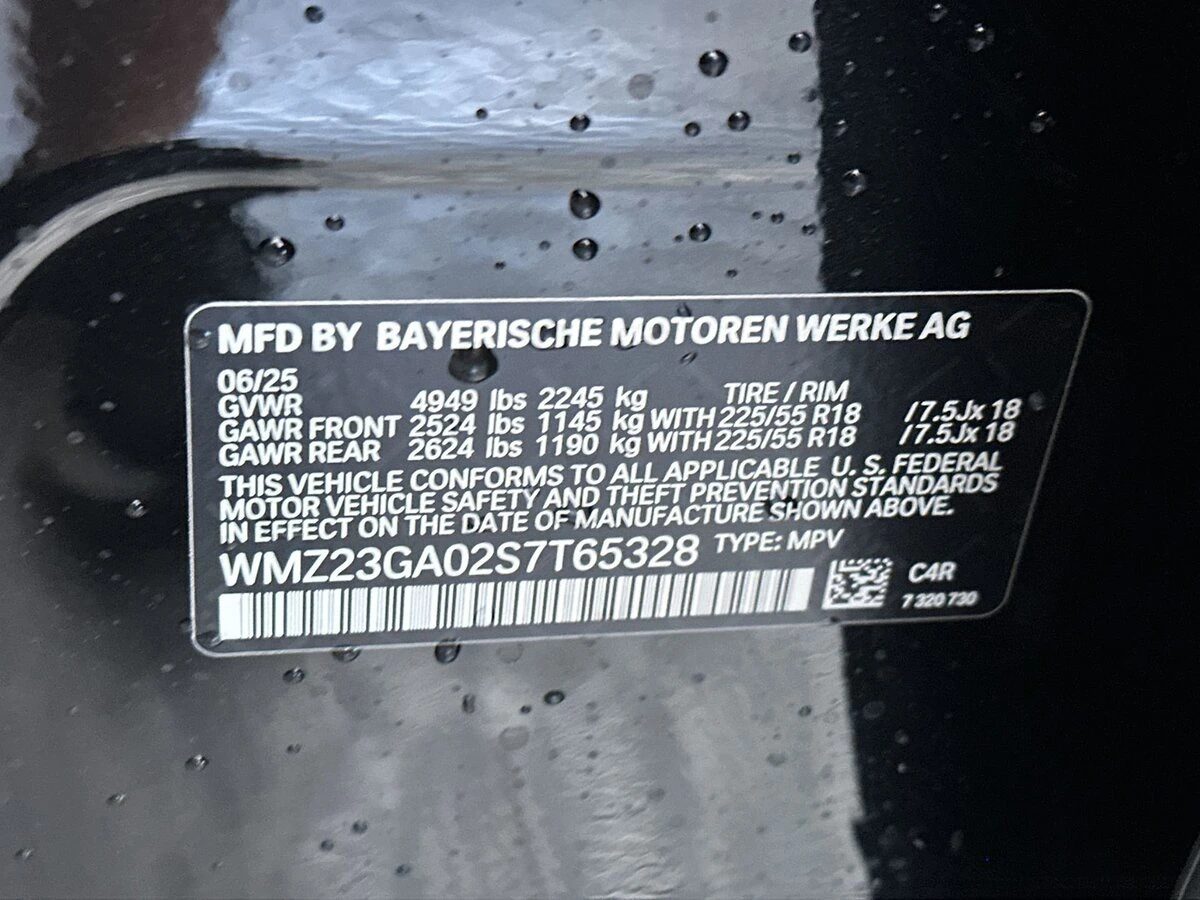 MFD BY BAYERISCHE MOTOREN WERKE AG
06/25
GVWR 4949 lbs 2245 kg TIRE / RIM
GAWR FRONT 2524 lbs 1145 kg WITH 225/55 R18 / 7.5Jx 18
GAWR REAR 2624 lbs 1190 kg WITH 225/55 R18 / 7.5Jx 18
THIS VEHICLE CONFORMS TO ALL APPLICABLE U. S. FEDERAL
MOTOR VEHICLE SAFETY AND THEFT PREVENTION STANDARDS
IN EFFECT ON THE DATE OF MANUFACTURE SHOWN ABOVE.
WMZ23GA02S7T65328 TYPE: MPV
C4R
7 320 730